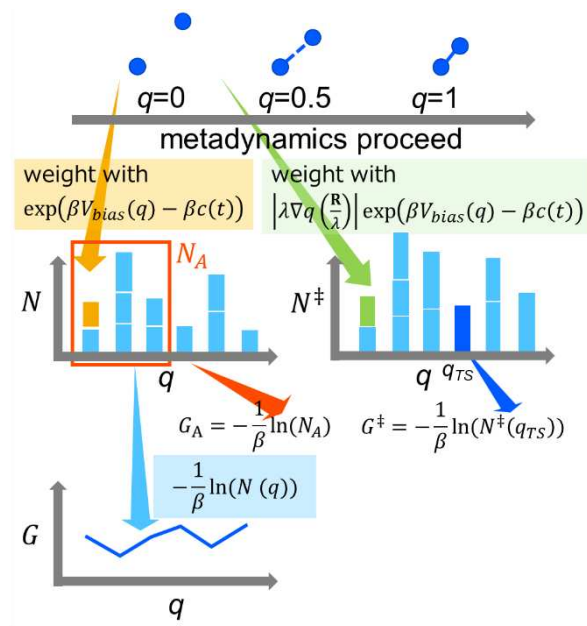 q=0 q=0.5 q=1
metadynamics proceed
weight with
exp(βV_bias(q) − βc(t))
weight with
|λ∇q(R/λ)| exp(βV_bias(q) − βc(t))
N_A
N
q
N‡
q q_TS
G_A = −1/β ln(N_A)
G‡ = −1/β ln(N‡(q_TS))
−1/β ln(N (q))
G
q